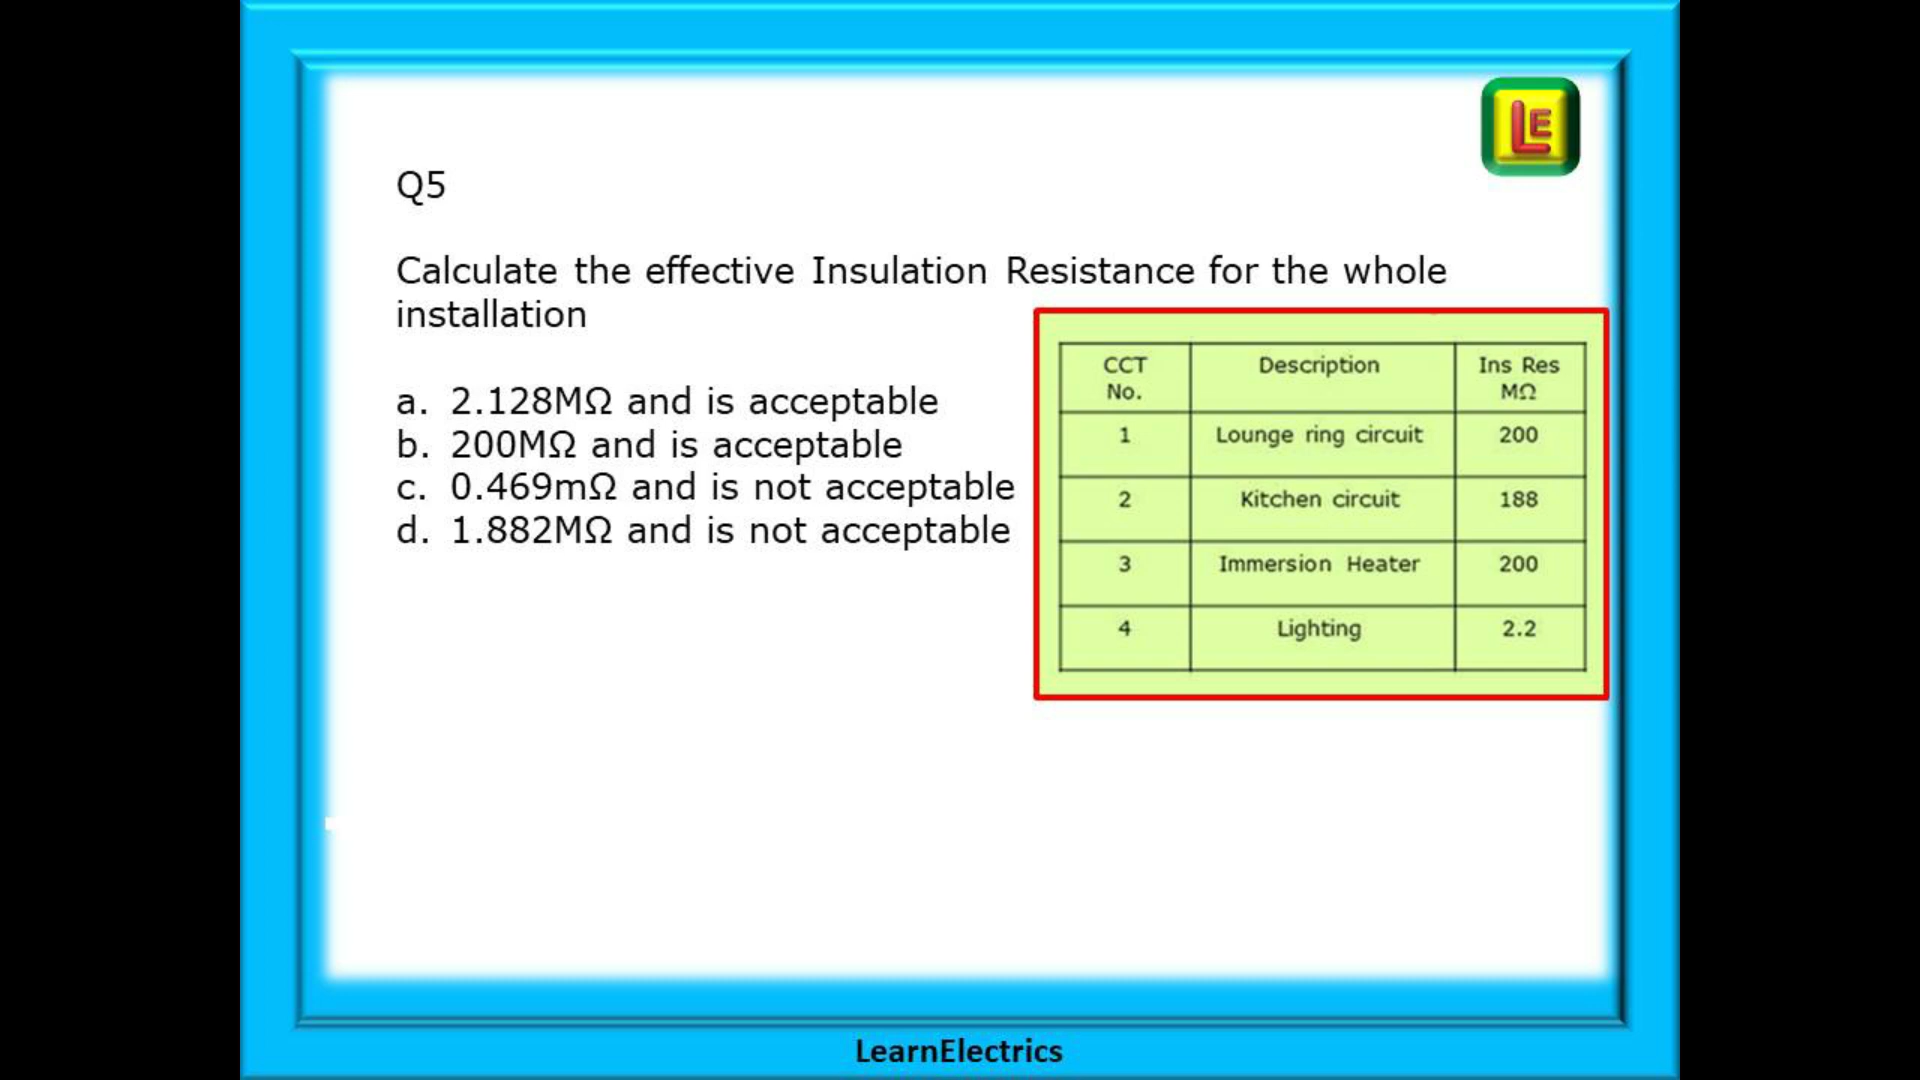 LE
Q5
Calculate the effective Insulation Resistance for the whole
installation
a. 2.128MΩ and is acceptable
b. 200MΩ and is acceptable
c. 0.469mΩ and is not acceptable
d. 1.882MΩ and is not acceptable
CCT No. Description Ins Res MΩ
1 Lounge ring circuit 200
2 Kitchen circuit 188
3 Immersion Heater 200
4 Lighting 2.2
LearnElectrics